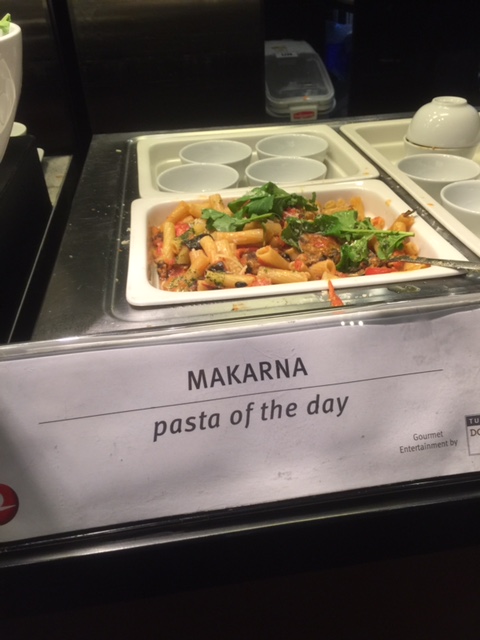 MAKARNA
pasta of the day
Gourmet
Entertainment by